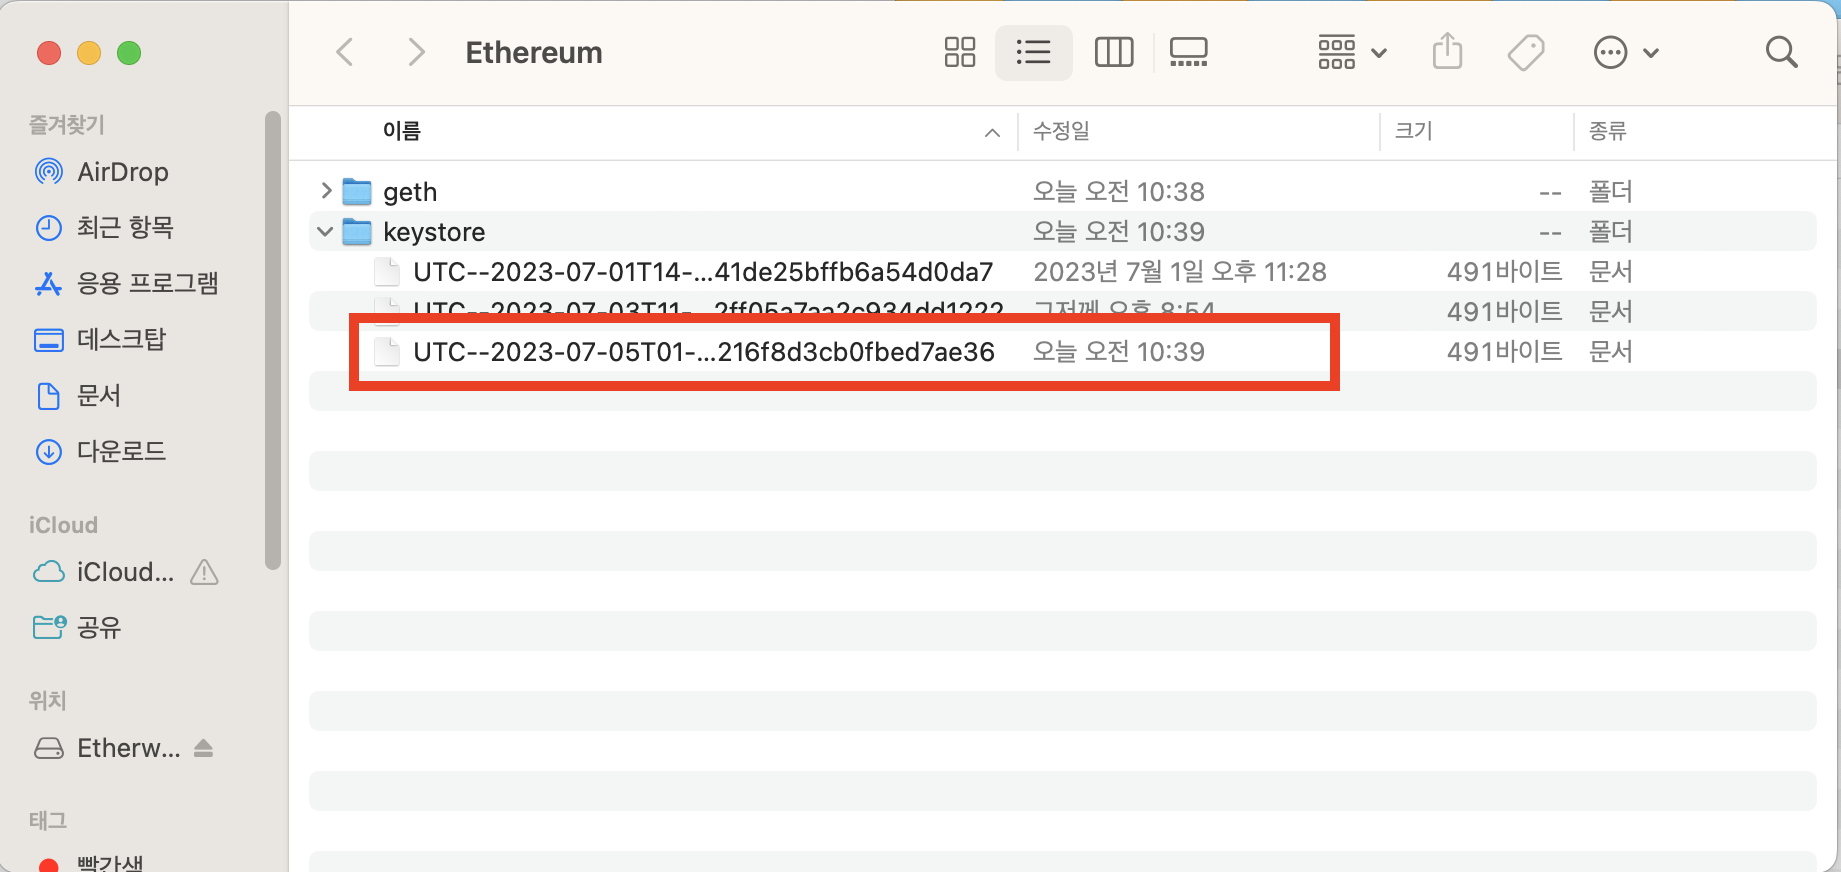 Ethereum
즐겨찾기
AirDrop
최근 항목
응용 프로그램
데스크탑
문서
다운로드
iCloud
iCloud...
공유
위치
Etherw...
태그
빨간색
이름 수정일 크기 종류
geth 오늘 오전 10:38 -- 폴더
keystore 오늘 오전 10:39 -- 폴더
UTC--2023-07-01T14-...41de25bffb6a54d0da7 2023년 7월 1일 오후 11:28 491바이트 문서
UTC--2023-07-03T11-...2ff05a7aa2c934dd1222 그저께 오후 8:54 491바이트 문서
UTC--2023-07-05T01-...216f8d3cb0fbed7ae36 오늘 오전 10:39 491바이트 문서